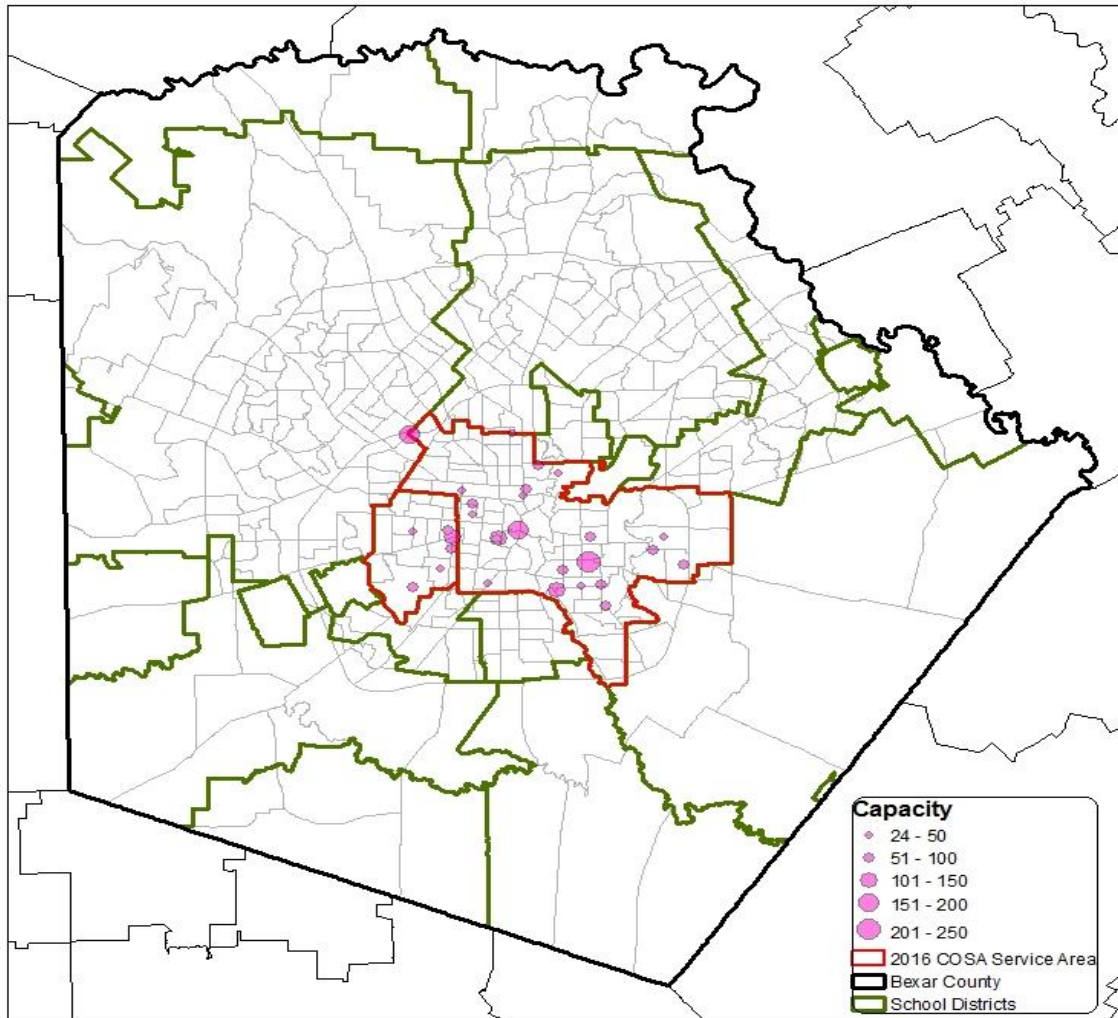 Capacity
24 - 50
51 - 100
101 - 150
151 - 200
201 - 250
2016 COSA Service Area
Bexar County
School Districts